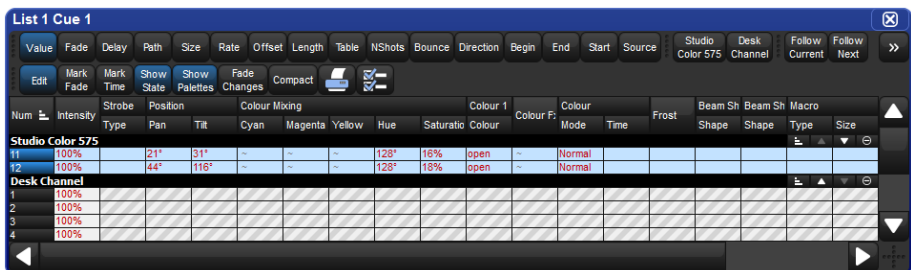 List 1 Cue 1
Value Fade Delay Path Size Rate Offset Length Table NShots Bounce Direction Begin End Start Source Studio Color 575 Desk Channel Follow Current Follow Next »
Edit Mark Fade Mark Time Show State Show Palettes Fade Changes Compact
Num Intensity Strobe Position Colour Mixing Colour 1 Colour F: Colour Frost Beam Sh Beam Sh Macro
Type Pan Tilt Cyan Magenta Yellow Hue Saturatio Colour Mode Time Shape Shape Type Size
Studio Color 575
11 100% 21° 31° ~ ~ ~ 128° 16% open ~ Normal
12 100% 44° 116° ~ ~ ~ 128° 18% open ~ Normal
Desk Channel
1 100%
2 100%
3 100%
4 100%